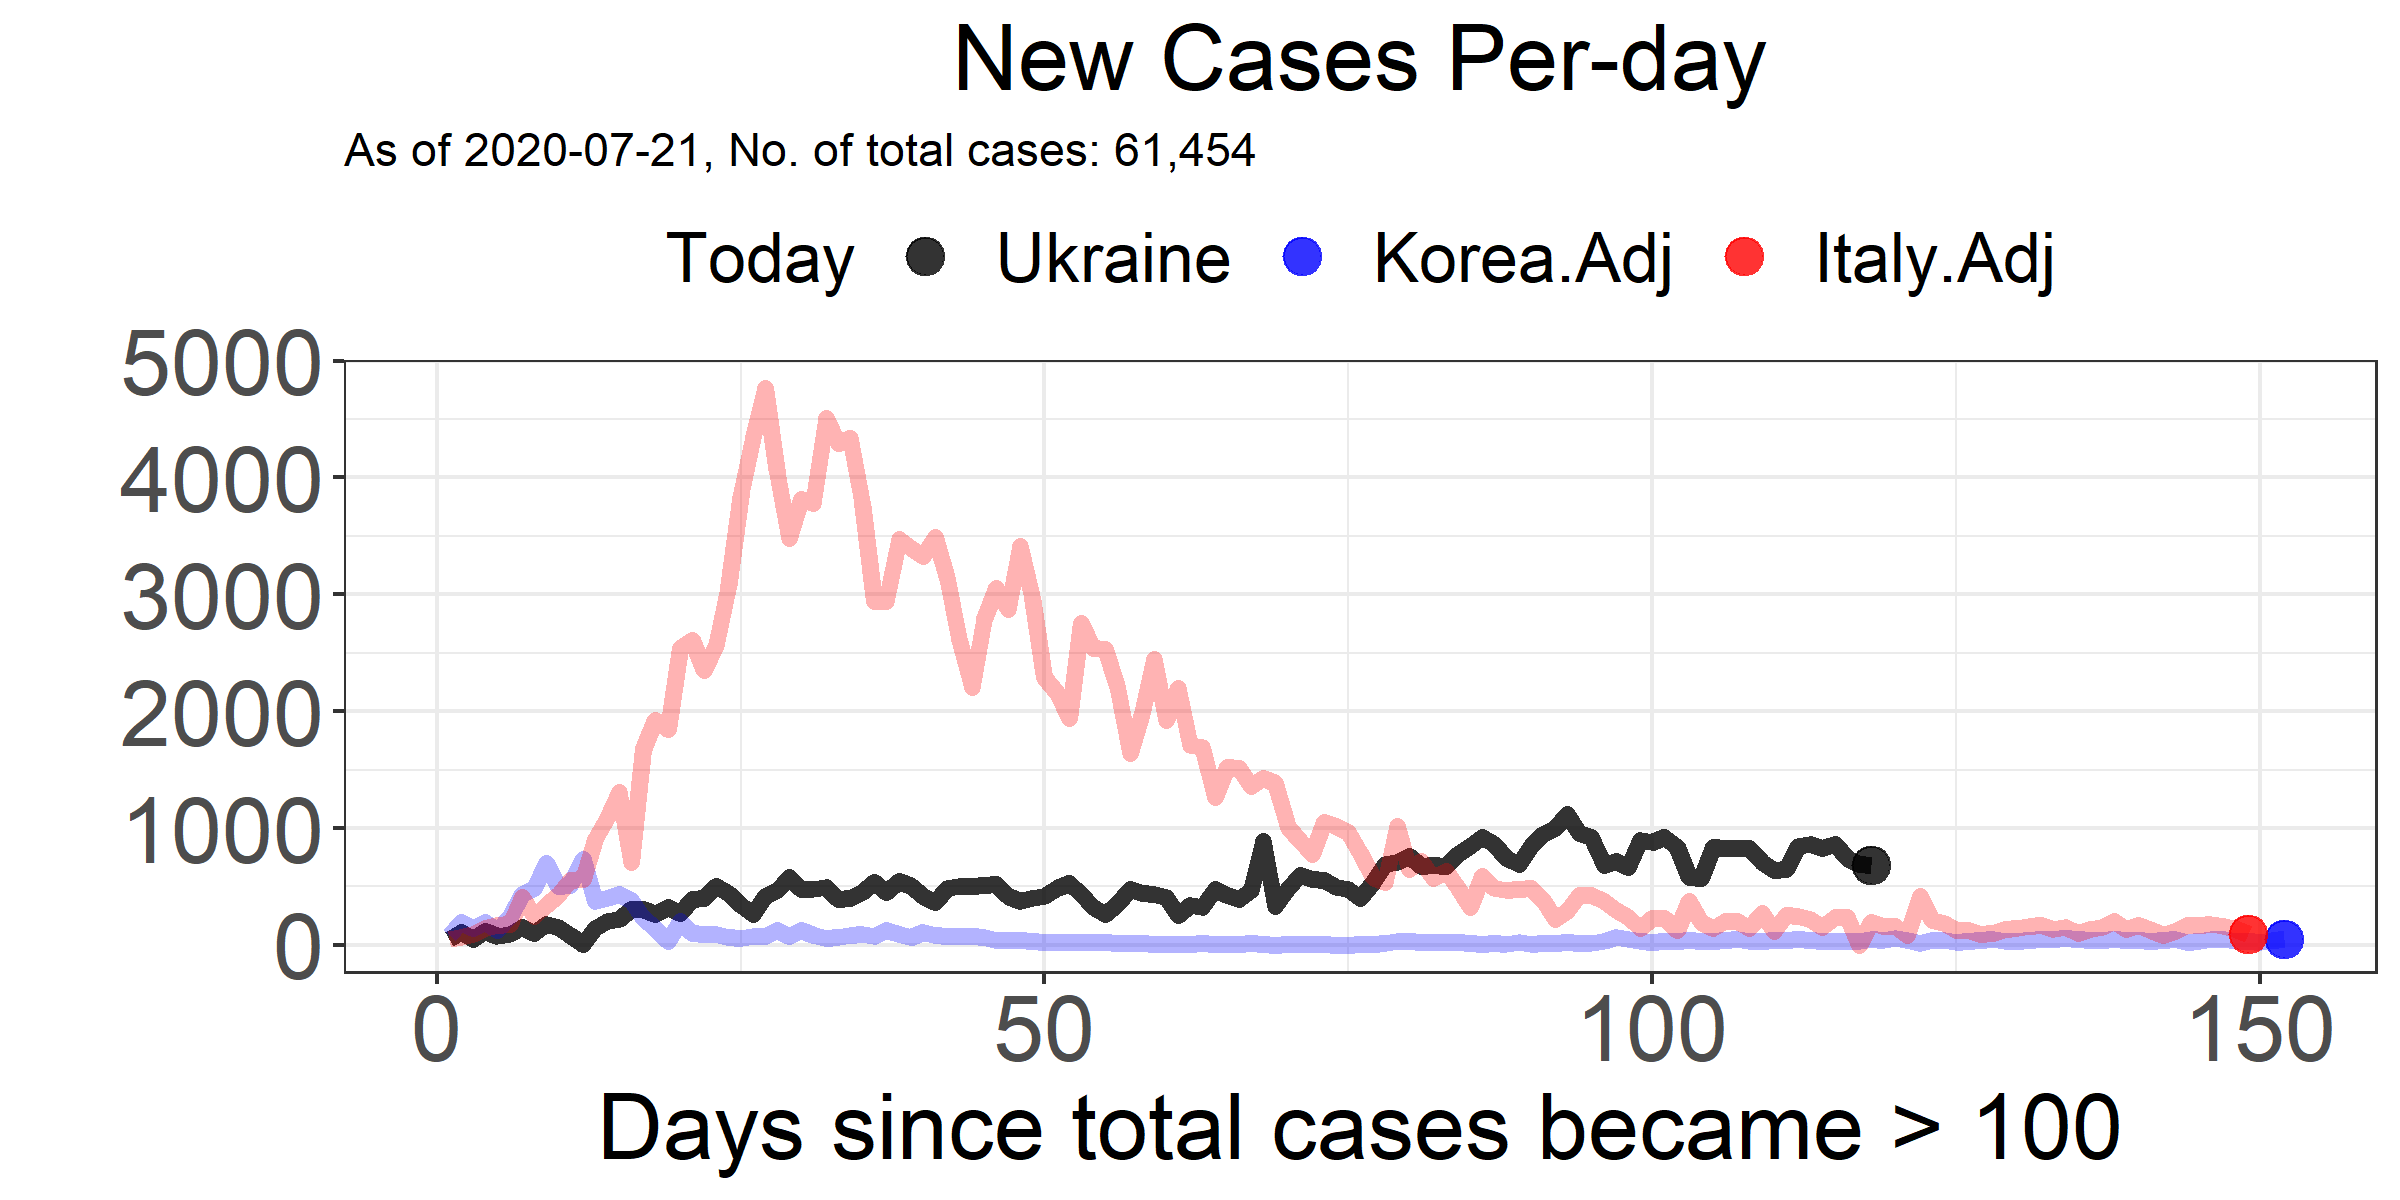 New Cases Per-day
As of 2020-07-21, No. of total cases: 61,454
Today Ukraine Korea.Adj Italy.Adj
5000
4000
3000
2000
1000
0
0 50 100 150
Days since total cases became > 100